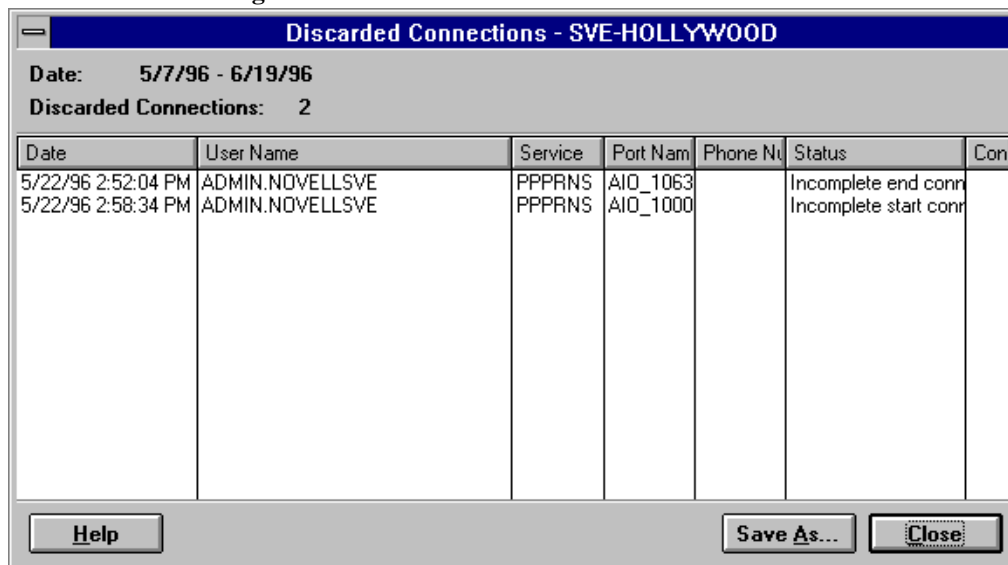 Discarded Connections - SVE-HOLLYWOOD
Date: 5/7/96 - 6/19/96
Discarded Connections: 2
Date User Name Service Port Nam Phone Nu Status Con
5/22/96 2:52:04 PM ADMIN.NOVELLSVE PPPRNS AIO_1063 Incomplete end conn
5/22/96 2:58:34 PM ADMIN.NOVELLSVE PPPRNS AIO_1000 Incomplete start conn
Help Save As... Close